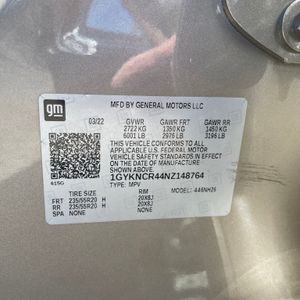 gm
MFD BY GENERAL MOTORS LLC
03/22 GVWR GAWR FRT GAWR RR
2722 KG 1350 KG 1450 KG
6001 LB 2976 LB 3196 LB
THIS VEHICLE CONFORMS TO ALL
APPLICABLE U.S. FEDERAL MOTOR
VEHICLE SAFETY STANDARDS IN EFFECT
ON THE DATE OF MANUFACTURE
SHOWN ABOVE.
1GYKNCR44NZ148764
TYPE: MPV MODEL: 6NH26
TIRE SIZE RIM
FRT 235/55R20 H 20X8J
RR 235/55R20 H 20X8J
SPA NONE NONE